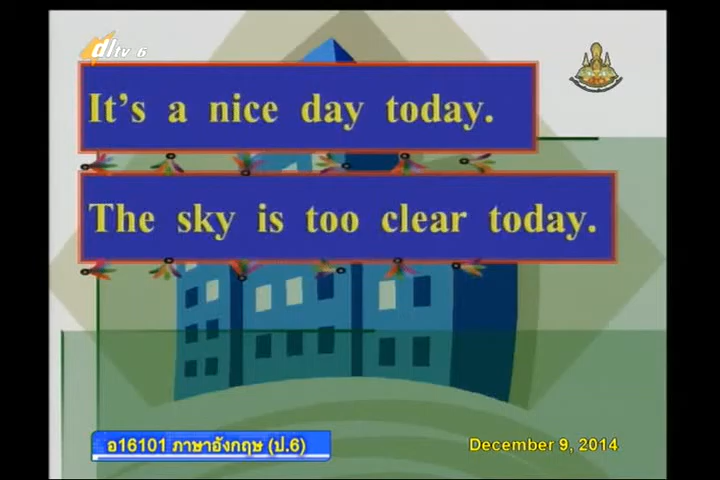 dltv 6
It's a nice day today.
The sky is too clear today.
อ16101 ภาษาอังกฤษ (ป.6)
December 9, 2014